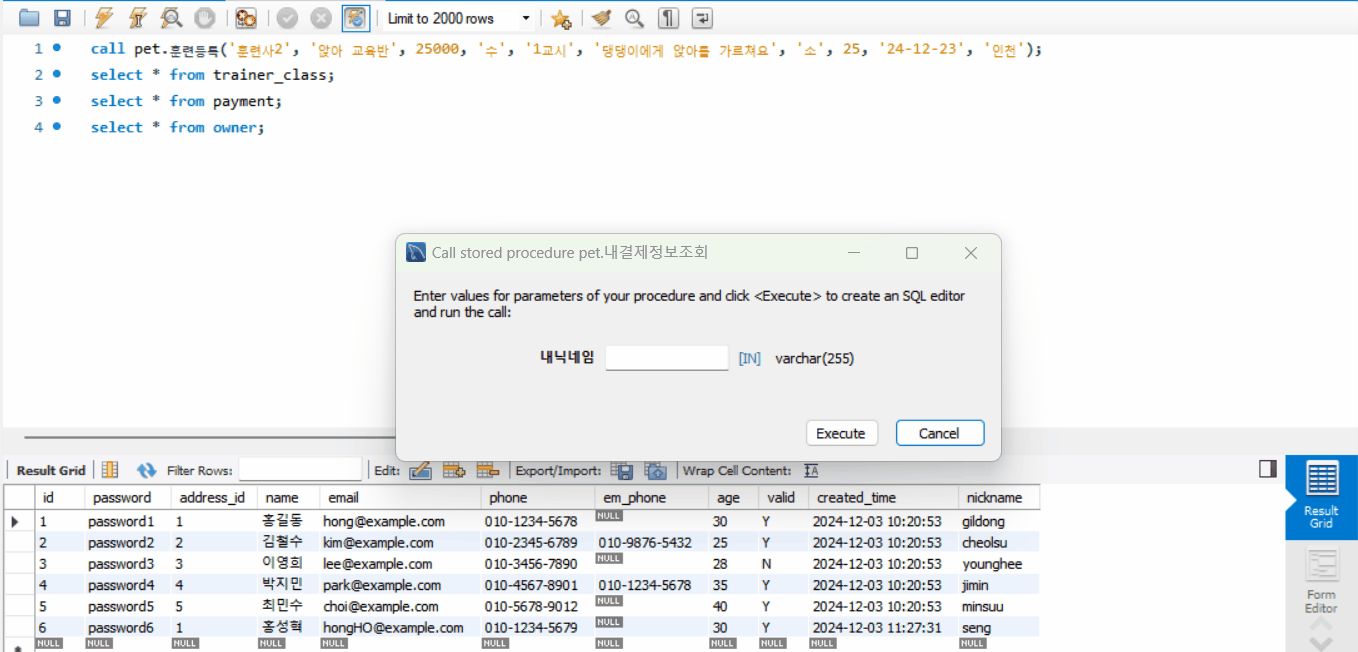 Limit to 2000 rows
1 call pet.훈련등록('훈련사2', '앉아 교육반', 25000, '수', '1교시', '댕댕이에게 앉아를 가르쳐요', '소', 25, '24-12-23', '인천');
2 select * from trainer_class;
3 select * from payment;
4 select * from owner;
Call stored procedure pet.내결제정보조회
Enter values for parameters of your procedure and click <Execute> to create an SQL editor
and run the call:
내닉네임 [IN] varchar(255)
Execute Cancel
Result Grid Filter Rows: Edit: Export/Import: Wrap Cell Content:
id password address_id name email phone em_phone age valid created_time nickname
1 password1 1 홍길동 hong@example.com 010-1234-5678 NULL 30 Y 2024-12-03 10:20:53 gildong
2 password2 2 김철수 kim@example.com 010-2345-6789 010-9876-5432 25 Y 2024-12-03 10:20:53 cheolsu
3 password3 3 이영희 lee@example.com 010-3456-7890 NULL 28 N 2024-12-03 10:20:53 younghee
4 password4 4 박지민 park@example.com 010-4567-8901 010-1234-5678 35 Y 2024-12-03 10:20:53 jimin
5 password5 5 최민수 choi@example.com 010-5678-9012 NULL 40 Y 2024-12-03 10:20:53 minsuu
6 password6 1 홍성혁 hongHO@example.com 010-1234-5679 NULL 30 Y 2024-12-03 11:27:31 seng
NULL NULL NULL NULL NULL NULL NULL NULL NULL NULL NULL
Result
Grid
Form
Editor